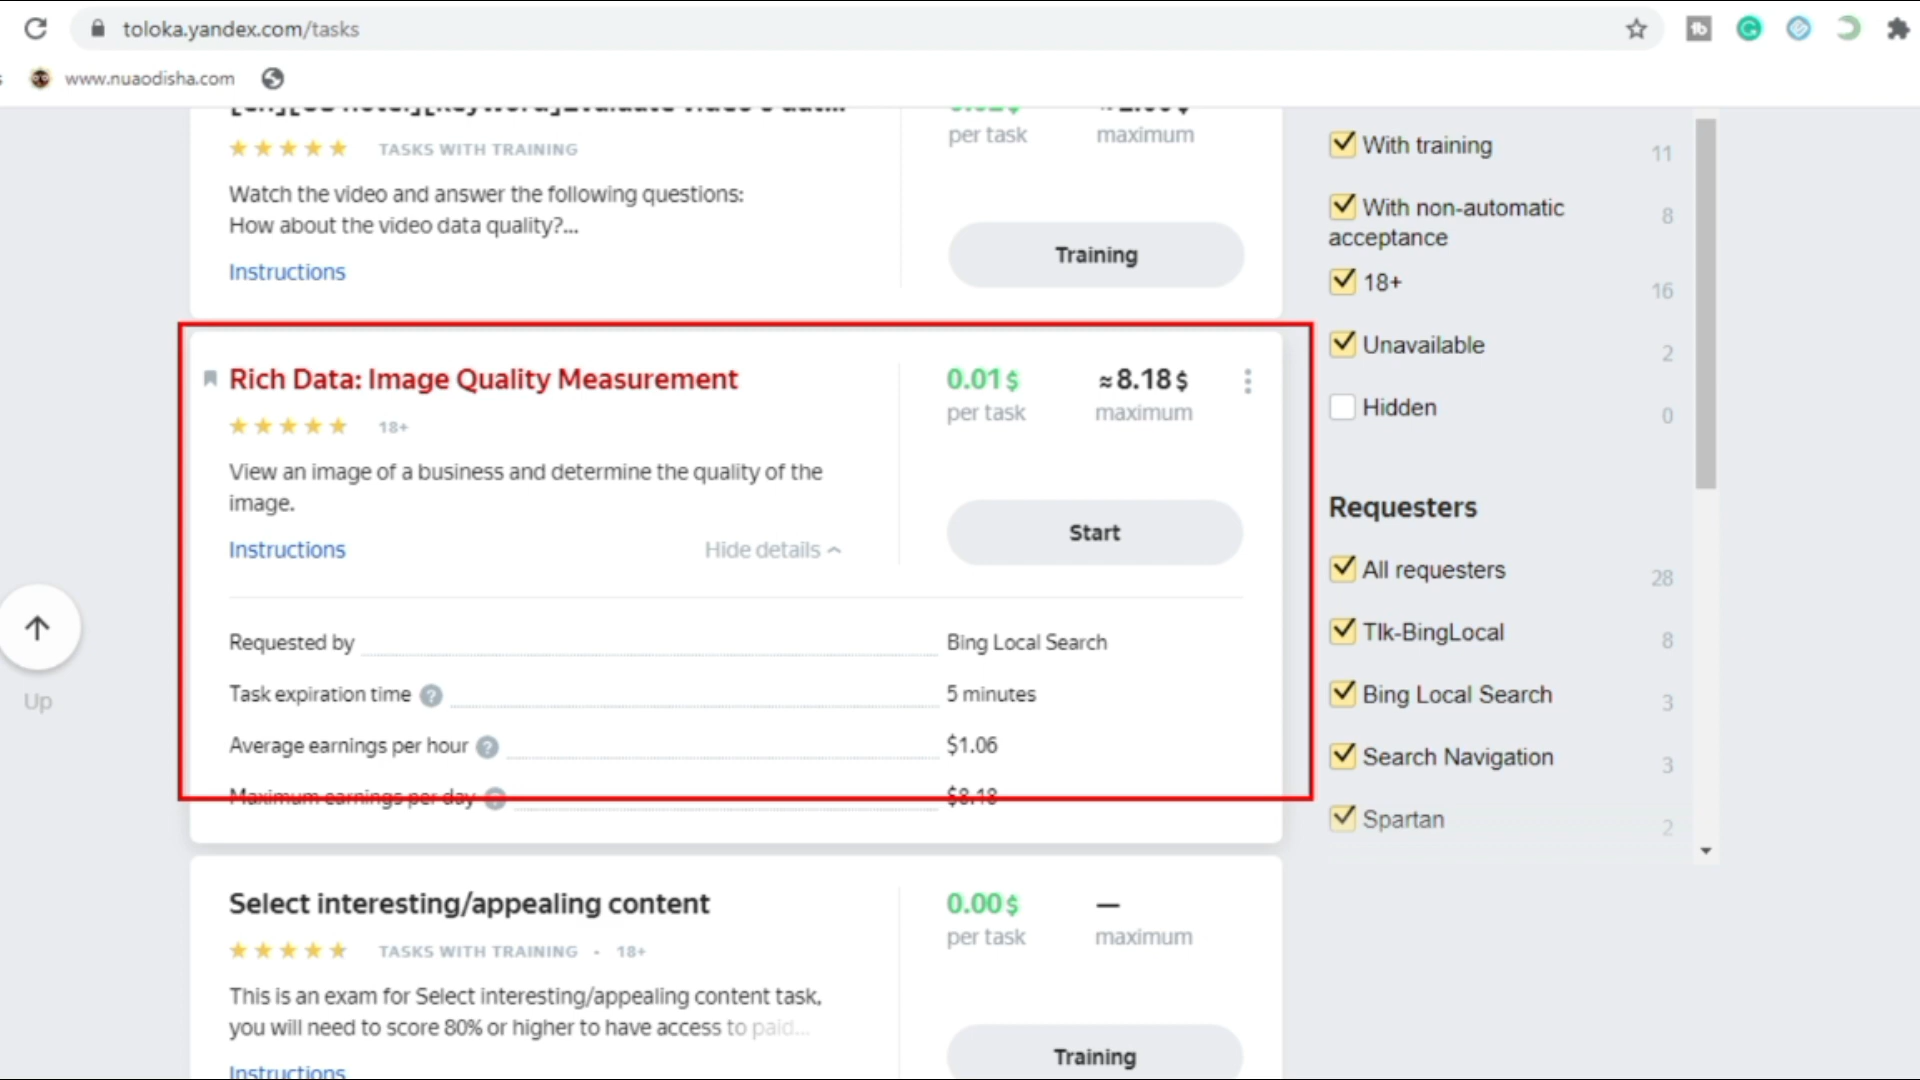 toloka.yandex.com/tasks
www.nuaodisha.com
per task
maximum
TASKS WITH TRAINING
Watch the video and answer the following questions:
How about the video data quality?...
Training
Instructions
Rich Data: Image Quality Measurement
0.01 $
≈8.18 $
per task
maximum
18+
View an image of a business and determine the quality of the
image.
Start
Instructions
Hide details
Requested by
Bing Local Search
Task expiration time ?
5 minutes
Average earnings per hour ?
$1.06
Maximum earnings per day ?
$8.18
Select interesting/appealing content
0.00 $
—
per task
maximum
TASKS WITH TRAINING - 18+
This is an exam for Select interesting/appealing content task,
you will need to score 80% or higher to have access to paid...
Training
Instructions
Up
With training
11
With non-automatic
acceptance
8
18+
16
Unavailable
2
Hidden
0
Requesters
All requesters
28
Tlk-BingLocal
8
Bing Local Search
3
Search Navigation
3
Spartan
2